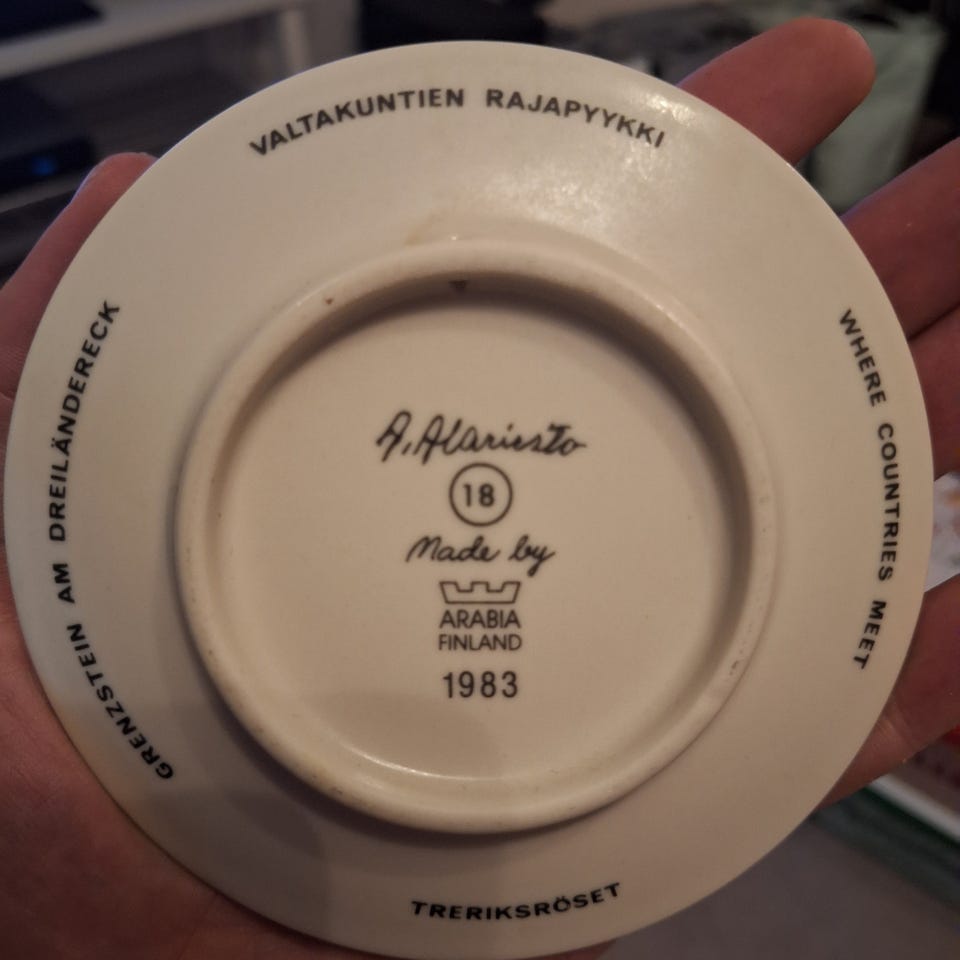 VALTAKUNTIEN RAJAPYYKKI
WHERE COUNTRIES MEET
TRERIKSRÖSET
GRENZSTEIN AM DREILÄNDERECK
A. Alariesto
18
Made by
ARABIA
FINLAND
1983